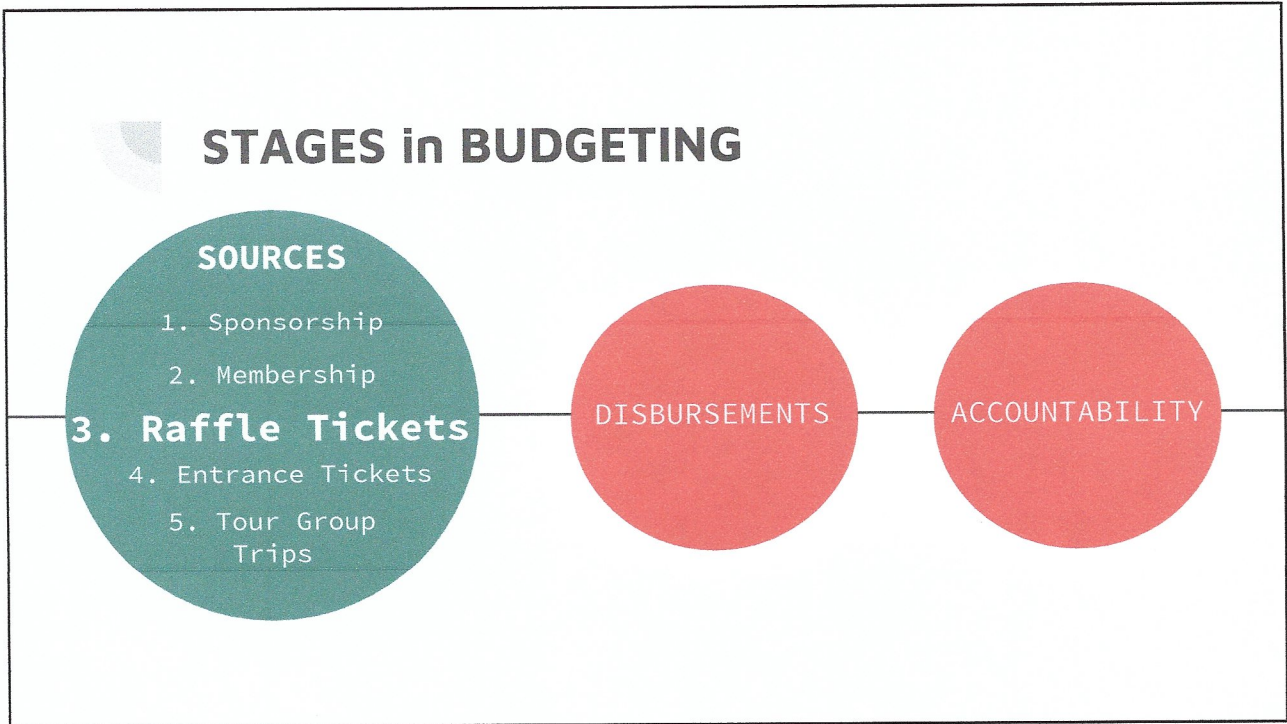 STAGES in BUDGETING
SOURCES
1. Sponsorship
2. Membership
3. Raffle Tickets
4. Entrance Tickets
5. Tour Group
Trips
DISBURSEMENTS
ACCOUNTABILITY